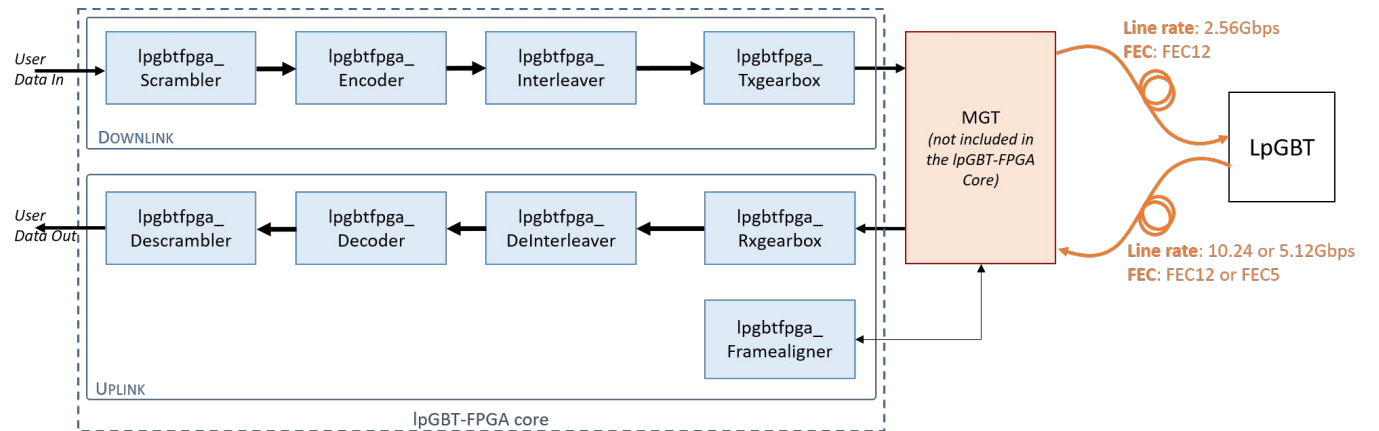 User
Data In
lpgbtfpga_
Scrambler
lpgbtfpga_
Encoder
lpgbtfpga_
Interleaver
lpgbtfpga_
Txgearbox
DOWNLINK
MGT
(not included in
the lpGBT-FPGA
Core)
Line rate: 2.56Gbps
FEC: FEC12
LpGBT
User
Data Out
lpgbtfpga_
Descrambler
lpgbtfpga_
Decoder
lpgbtfpga_
DeInterleaver
lpgbtfpga_
Rxgearbox
Line rate: 10.24 or 5.12Gbps
FEC: FEC12 or FEC5
lpgbtfpga_
Framealigner
UPLINK
lpGBT-FPGA core